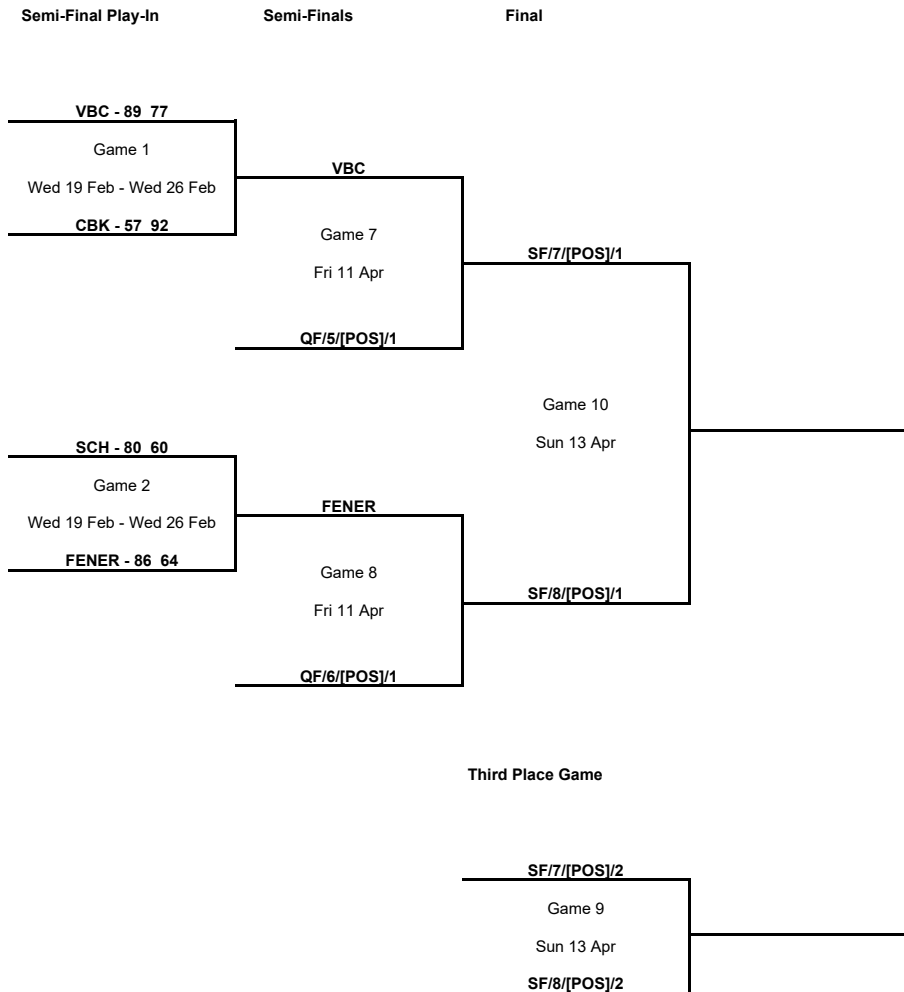 Semi-Final Play-In
Semi-Finals
Final
VBC - 89 77
Game 1
Wed 19 Feb - Wed 26 Feb
CBK - 57 92
VBC
Game 7
Fri 11 Apr
QF/5/[POS]/1
SF/7/[POS]/1
Game 10
Sun 13 Apr
SCH - 80 60
Game 2
Wed 19 Feb - Wed 26 Feb
FENER - 86 64
FENER
Game 8
Fri 11 Apr
QF/6/[POS]/1
SF/8/[POS]/1
Third Place Game
SF/7/[POS]/2
Game 9
Sun 13 Apr
SF/8/[POS]/2